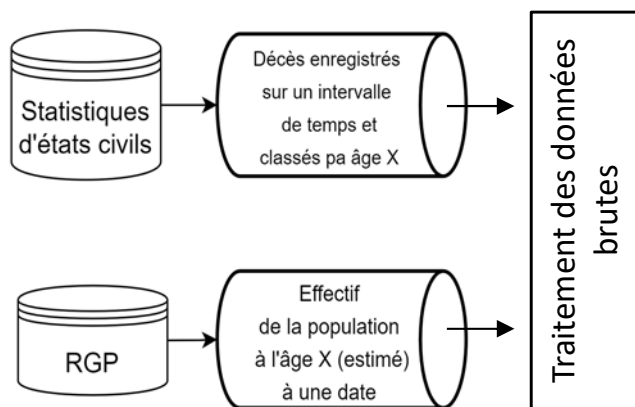 Statistiques
d'états civils
Décès enregistrés
sur un intervalle
de temps et
classés pa âge X
RGP
Effectif
de la population
à l'âge X (estimé)
à une date
Traitement des données
brutes